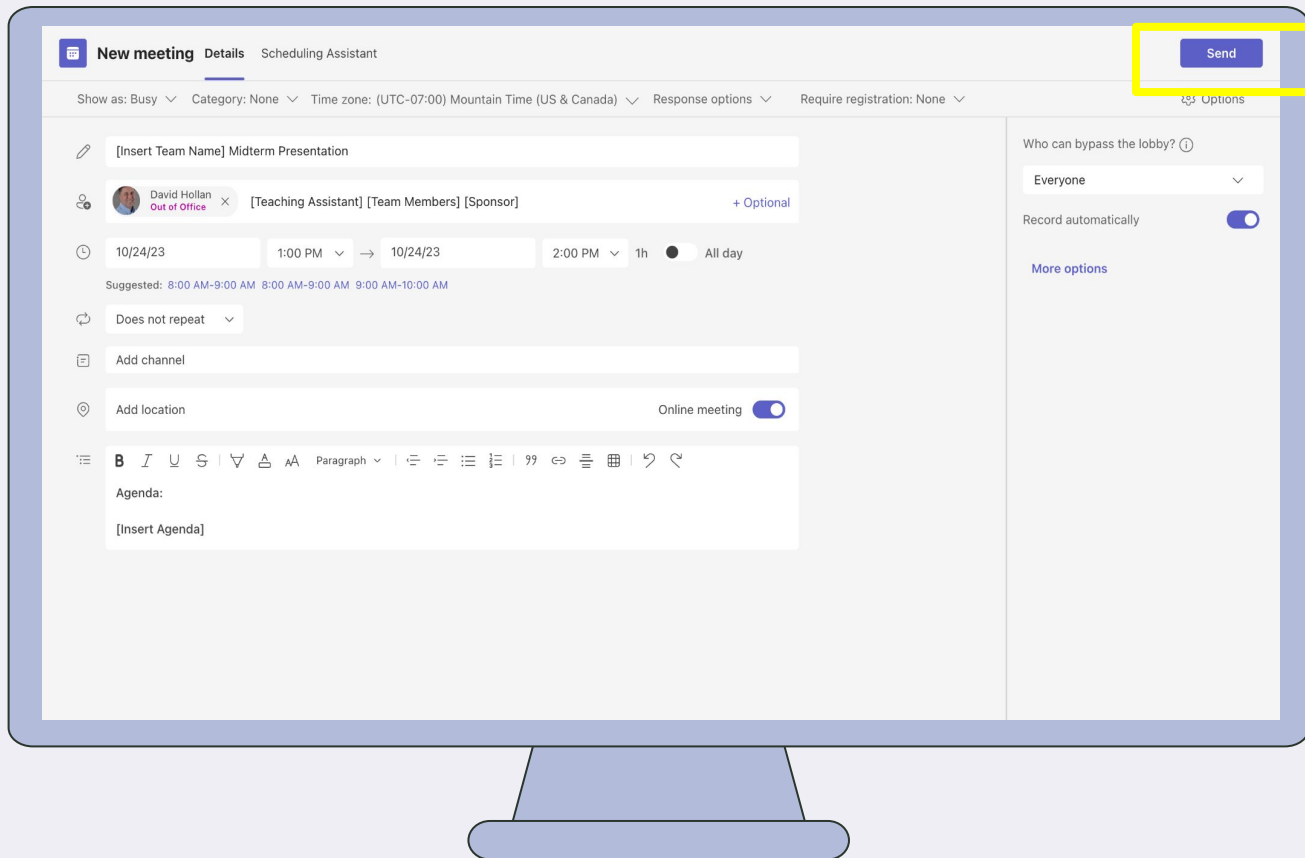 New meeting Details Scheduling Assistant Send
Show as: Busy Category: None Time zone: (UTC-07:00) Mountain Time (US & Canada) Response options Require registration: None Options
[Insert Team Name] Midterm Presentation
David Hollan
Out of Office
[Teaching Assistant] [Team Members] [Sponsor] + Optional
10/24/23 1:00 PM → 10/24/23 2:00 PM 1h All day
Suggested: 8:00 AM-9:00 AM 8:00 AM-9:00 AM 9:00 AM-10:00 AM
Does not repeat
Add channel
Add location Online meeting
B I U S A AA Paragraph 99
Agenda:
[Insert Agenda]
Who can bypass the lobby?
Everyone
Record automatically
More options